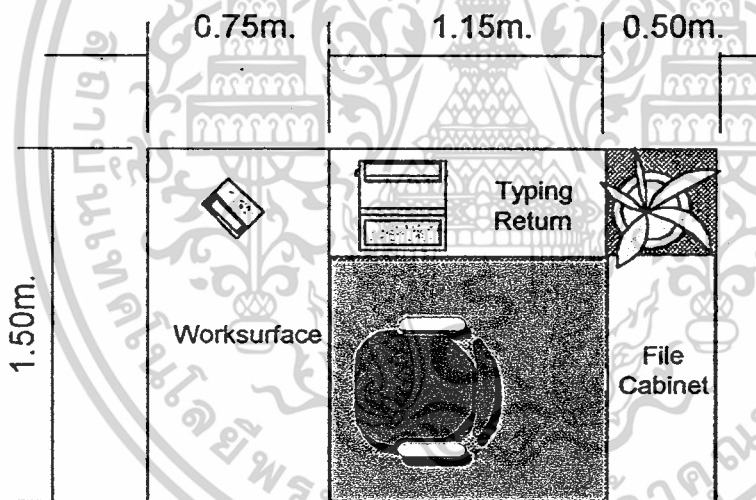 0.75m.
1.15m.
0.50m.
Typing
Return
Worksurface
1.50m.
File
Cabinet